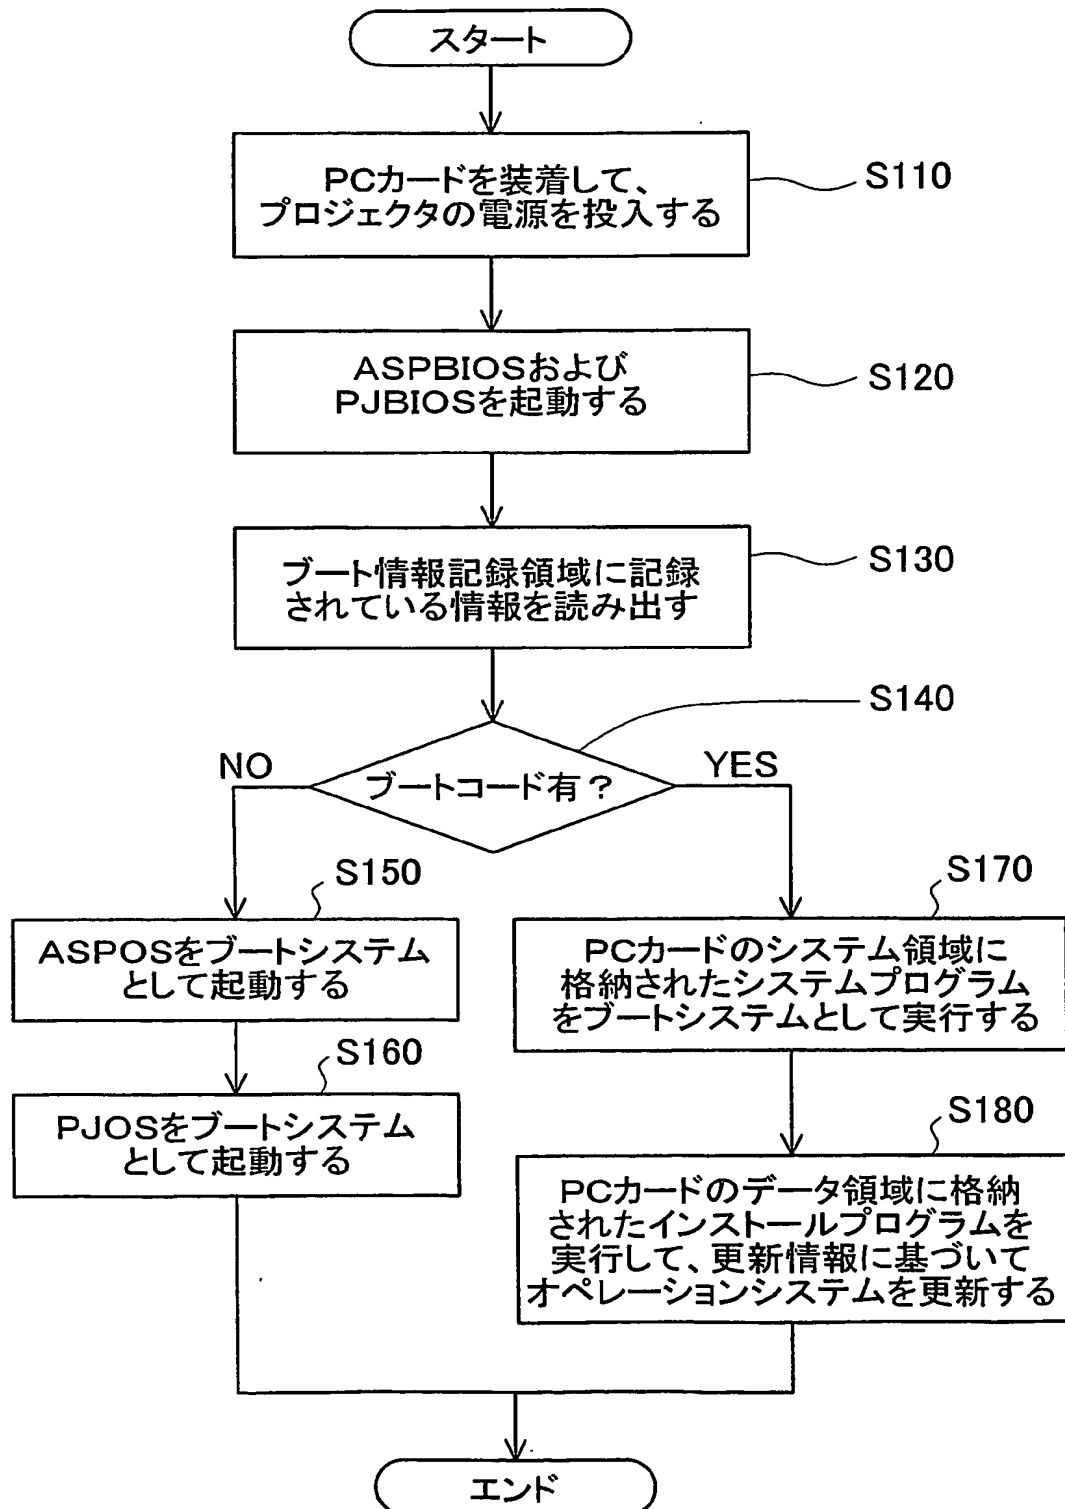 スタート
PCカードを装着して、
プロジェクタの電源を投入する
S110
ASPBIOSおよび
PJBIOSを起動する
S120
ブート情報記録領域に記録
されている情報を読み出す
S130
S140
ブートコード有？
NO
YES
S150
ASPOSをブートシステム
として起動する
S160
PJOSをブートシステム
として起動する
S170
PCカードのシステム領域に
格納されたシステムプログラム
をブートシステムとして実行する
S180
PCカードのデータ領域に格納
されたインストールプログラムを
実行して、更新情報に基づいて
オペレーションシステムを更新する
エンド